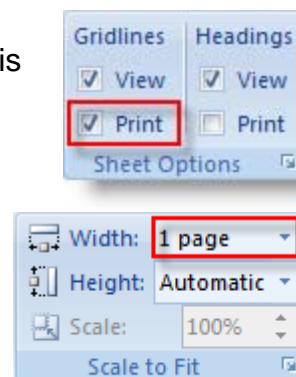 is
Gridlines Headings
View View
Print Print
Sheet Options
Width: 1 page
Height: Automatic
Scale: 100%
Scale to Fit